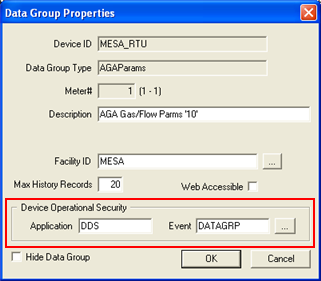 Data Group Properties
Device ID MESA_RTU
Data Group Type AGAParams
Meter# 1 (1 - 1)
Description AGA Gas/Flow Parms '10'
Facility ID MESA ...
Max History Records 20 Web Accessible
Device Operational Security
Application DDS Event DATAGRP ...
Hide Data Group OK Cancel